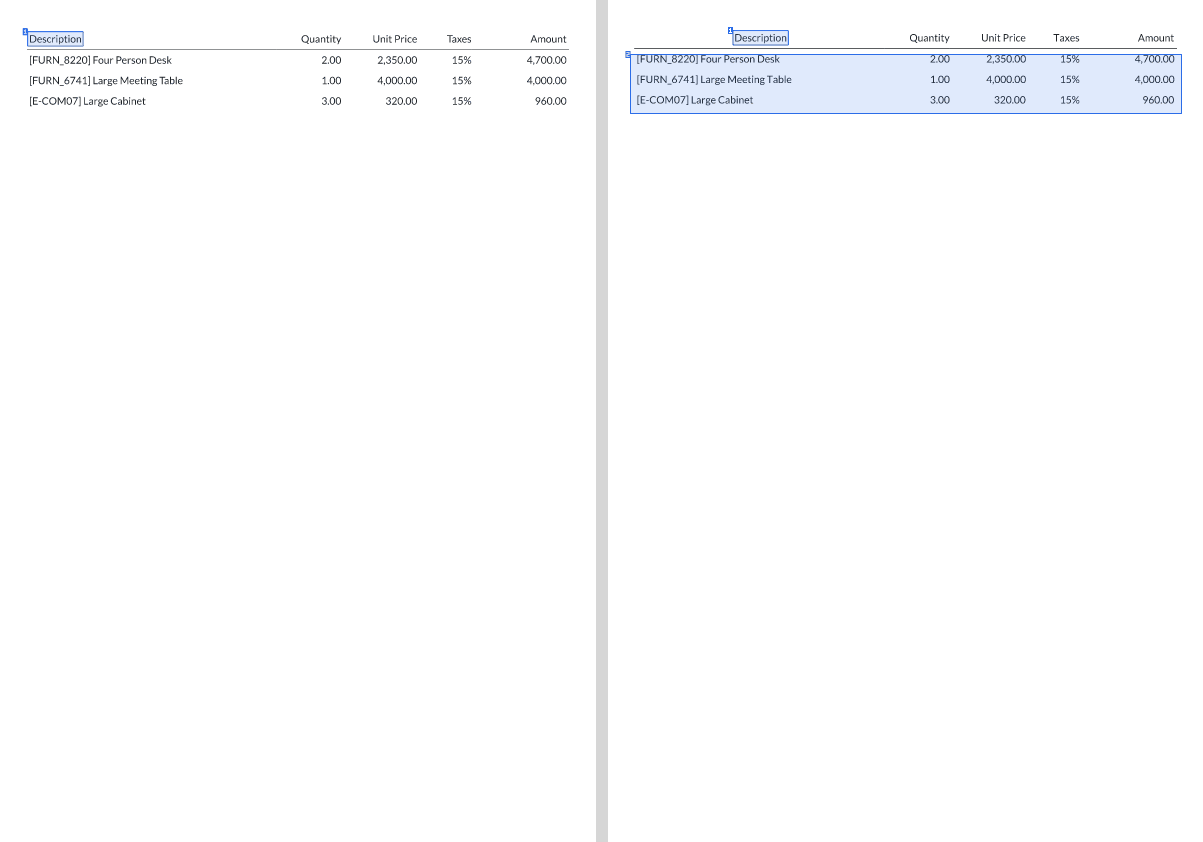 Description Quantity Unit Price Taxes Amount
[FURN_8220] Four Person Desk 2.00 2,350.00 15% 4,700.00
[FURN_6741] Large Meeting Table 1.00 4,000.00 15% 4,000.00
[E-COM07] Large Cabinet 3.00 320.00 15% 960.00
Description Quantity Unit Price Taxes Amount
[FURN_8220] Four Person Desk 2.00 2,350.00 15% 4,700.00
[FURN_6741] Large Meeting Table 1.00 4,000.00 15% 4,000.00
[E-COM07] Large Cabinet 3.00 320.00 15% 960.00